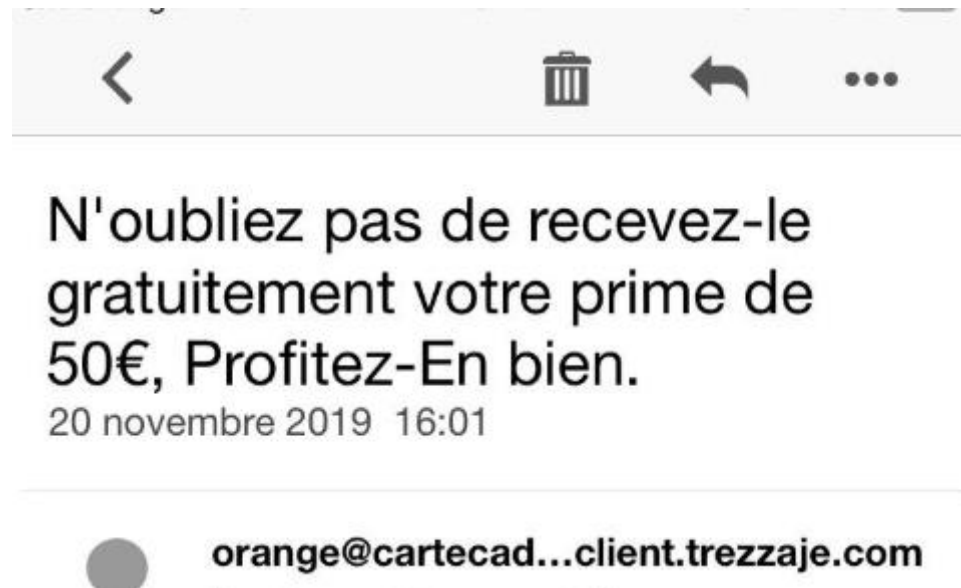 N'oubliez pas de recevez-le
gratuitement votre prime de
50€, Profitez-En bien.
20 novembre 2019 16:01
orange@cartecad...client.trezzaje.com